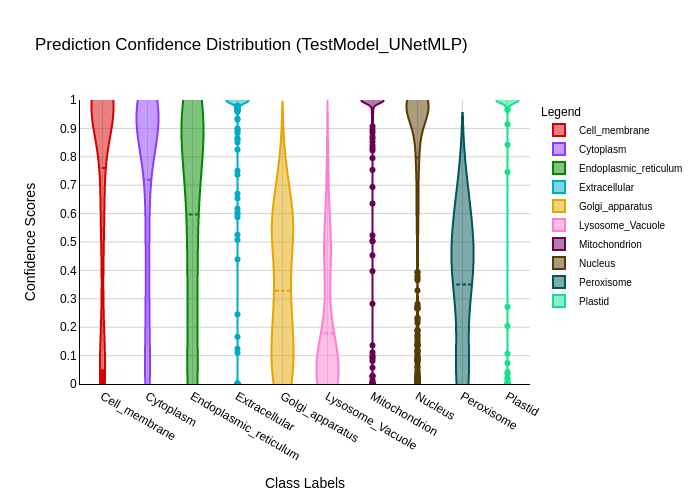 Prediction Confidence Distribution (TestModel_UNetMLP)
Legend
Cell_membrane
Cytoplasm
Endoplasmic_reticulum
Extracellular
Golgi_apparatus
Lysosome_Vacuole
Mitochondrion
Nucleus
Peroxisome
Plastid
Confidence Scores
1
0.9
0.8
0.7
0.6
0.5
0.4
0.3
0.2
0.1
0
Cell_membrane
Cytoplasm
Endoplasmic_reticulum
Extracellular
Golgi_apparatus
Lysosome_Vacuole
Mitochondrion
Nucleus
Peroxisome
Plastid
Class Labels